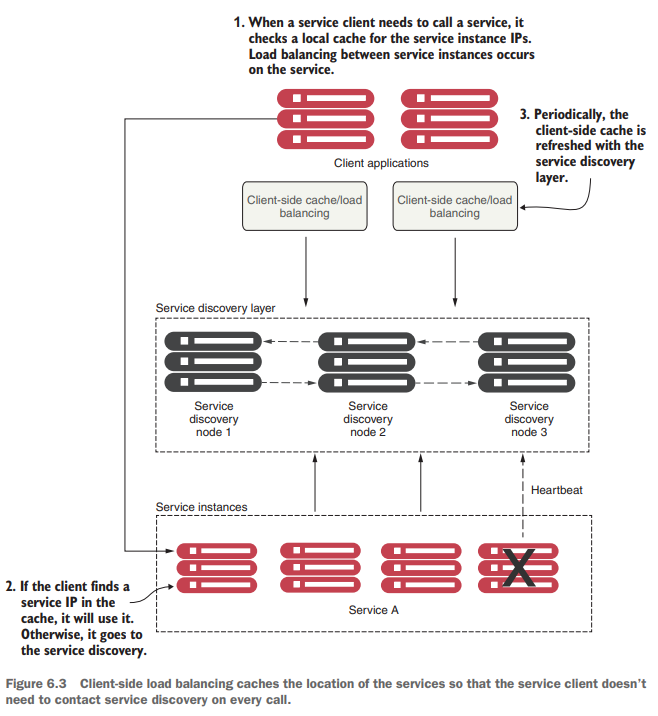 1. When a service client needs to call a service, it
checks a local cache for the service instance IPs.
Load balancing between service instances occurs
on the service.
3. Periodically, the
client-side cache is
refreshed with the
service discovery
layer.
Client applications
Client-side cache/load
balancing
Client-side cache/load
balancing
Service discovery layer
Service
discovery
node 1
Service
discovery
node 2
Service
discovery
node 3
Heartbeat
Service instances
2. If the client finds a
service IP in the
cache, it will use it.
Otherwise, it goes to
the service discovery.
Service A
Figure 6.3 Client-side load balancing caches the location of the services so that the service client doesn't
need to contact service discovery on every call.